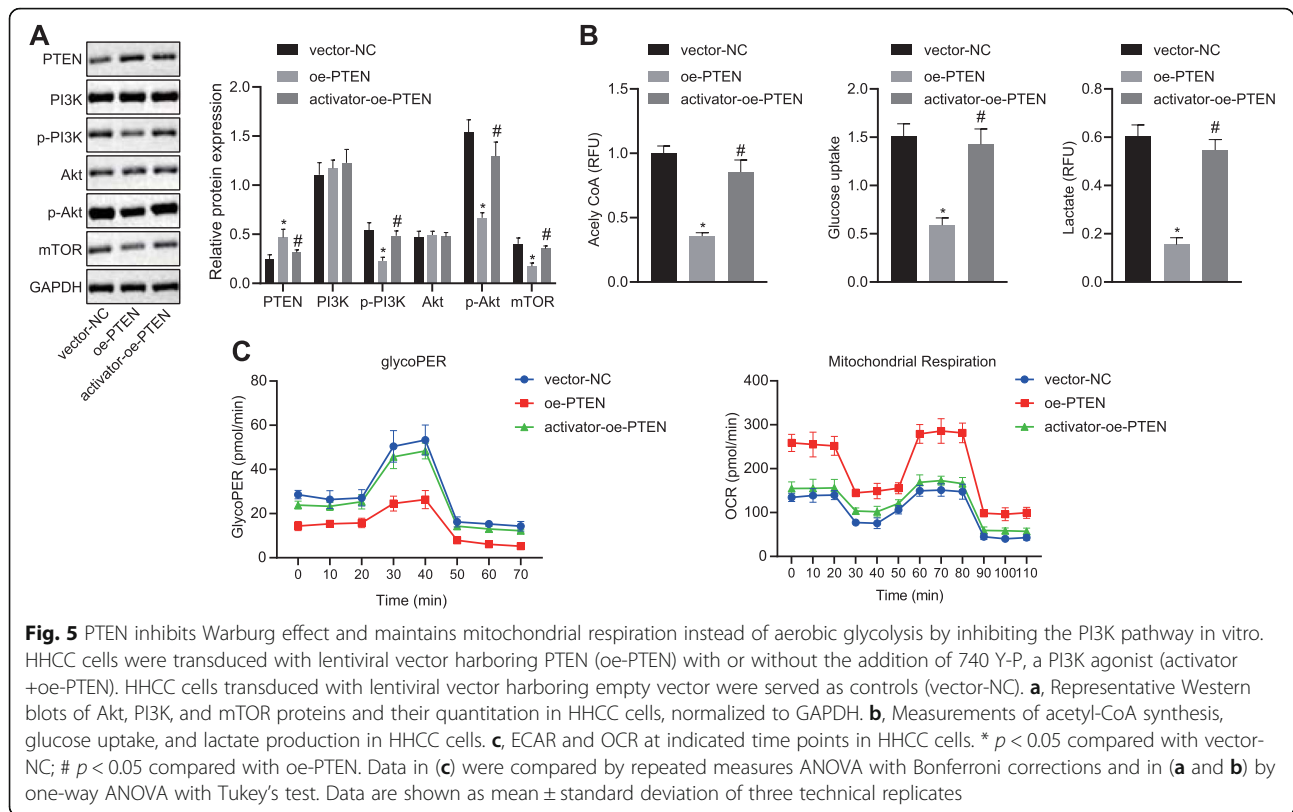 A
PTEN
PI3K
p-PI3K
Akt
p-Akt
mTOR
GAPDH
vector-NC
oe-PTEN
activator-oe-PTEN
vector-NC
oe-PTEN
activator-oe-PTEN
Relative protein expression
2.0
1.5
1.0
0.5
0.0
* # * # * # * #
PTEN PI3K p-PI3K Akt p-Akt mTOR
B
vector-NC
oe-PTEN
activator-oe-PTEN
Acely CoA (RFU)
1.5
1.0
0.5
0.0
* #
vector-NC
oe-PTEN
activator-oe-PTEN
Glucose uptake
2.0
1.5
1.0
0.5
0.0
* #
vector-NC
oe-PTEN
activator-oe-PTEN
Lactate (RFU)
0.8
0.6
0.4
0.2
0.0
* #
C
glycoPER
GlycoPER (pmol/min)
80
60
40
20
0
0 10 20 30 40 50 60 70
Time (min)
vector-NC
oe-PTEN
activator-oe-PTEN
Mitochondrial Respiration
OCR (pmol/min)
400
300
200
100
0
0 10 20 30 40 50 60 70 80 90 100 110
Time (min)
vector-NC
oe-PTEN
activator-oe-PTEN
Fig. 5 PTEN inhibits Warburg effect and maintains mitochondrial respiration instead of aerobic glycolysis by inhibiting the PI3K pathway in vitro.
HHCC cells were transduced with lentiviral vector harboring PTEN (oe-PTEN) with or without the addition of 740 Y-P, a PI3K agonist (activator
+oe-PTEN). HHCC cells transduced with lentiviral vector harboring empty vector were served as controls (vector-NC). a, Representative Western
blots of Akt, PI3K, and mTOR proteins and their quantitation in HHCC cells, normalized to GAPDH. b, Measurements of acetyl-CoA synthesis,
glucose uptake, and lactate production in HHCC cells. c, ECAR and OCR at indicated time points in HHCC cells. * p < 0.05 compared with vector-
NC; # p < 0.05 compared with oe-PTEN. Data in (c) were compared by repeated measures ANOVA with Bonferroni corrections and in (a and b) by
one-way ANOVA with Tukey's test. Data are shown as mean ± standard deviation of three technical replicates